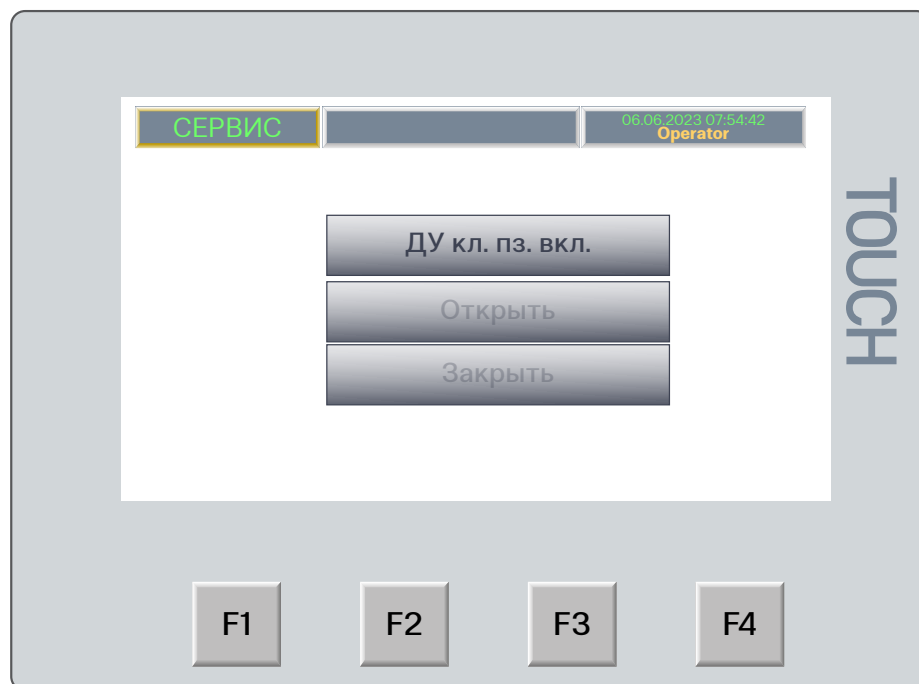 СЕРВИС
06.06.2023 07:54:42
Operator
ДУ кл. пз. вкл.
Открыть
Закрыть
TOUCH
F1 F2 F3 F4